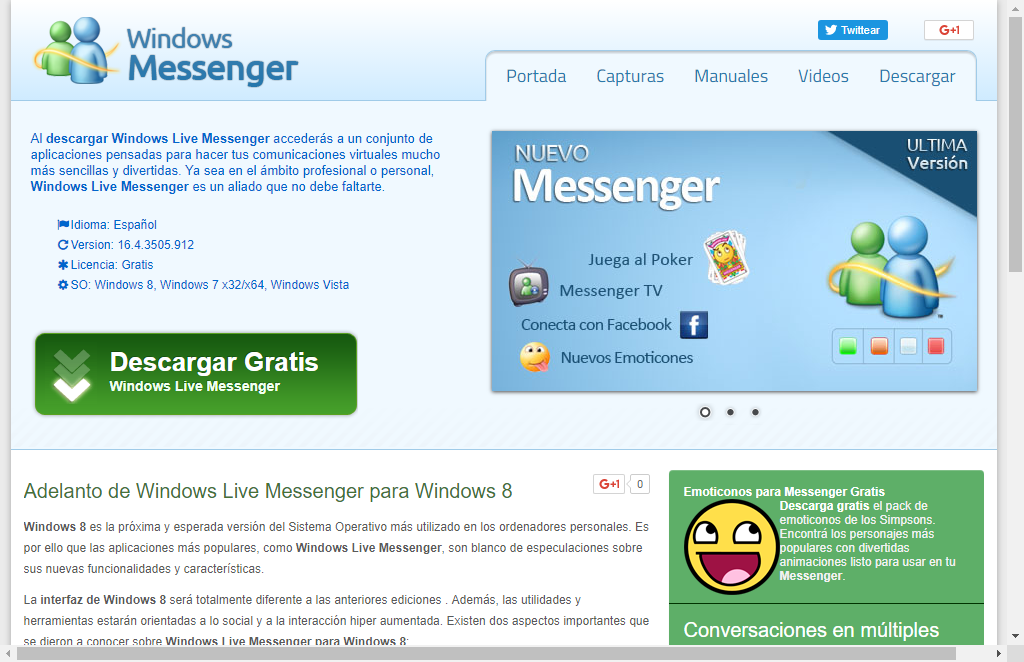 Windows
Messenger
Twittear
G+1
Portada
Capturas
Manuales
Videos
Descargar
Al descargar Windows Live Messenger accederás a un conjunto de
aplicaciones pensadas para hacer tus comunicaciones virtuales mucho
más sencillas y divertidas. Ya sea en el ámbito profesional o personal,
Windows Live Messenger es un aliado que no debe faltarte.
Idioma: Español
Version: 16.4.3505.912
Licencia: Gratis
SO: Windows 8, Windows 7 x32/x64, Windows Vista
Descargar Gratis
Windows Live Messenger
NUEVO
Messenger
ULTIMA
Versión
Juega al Poker
Messenger TV
Conecta con Facebook
f
Nuevos Emoticones
Adelanto de Windows Live Messenger para Windows 8
G+1
0
Windows 8 es la próxima y esperada versión del Sistema Operativo más utilizado en los ordenadores personales. Es
por ello que las aplicaciones más populares, como Windows Live Messenger, son blanco de especulaciones sobre
sus nuevas funcionalidades y características.
La interfaz de Windows 8 será totalmente diferente a las anteriores ediciones . Además, las utilidades y
herramientas estarán orientadas a lo social y a la interacción hiper aumentada. Existen dos aspectos importantes que
se dieron a conocer sobre Windows Live Messenger para Windows 8:
Emoticonos para Messenger Gratis
Descarga gratis el pack de
emoticonos de los Simpsons.
Encontrá los personajes más
populares con divertidas
animaciones listo para usar en tu
Messenger.
Conversaciones en múltiples